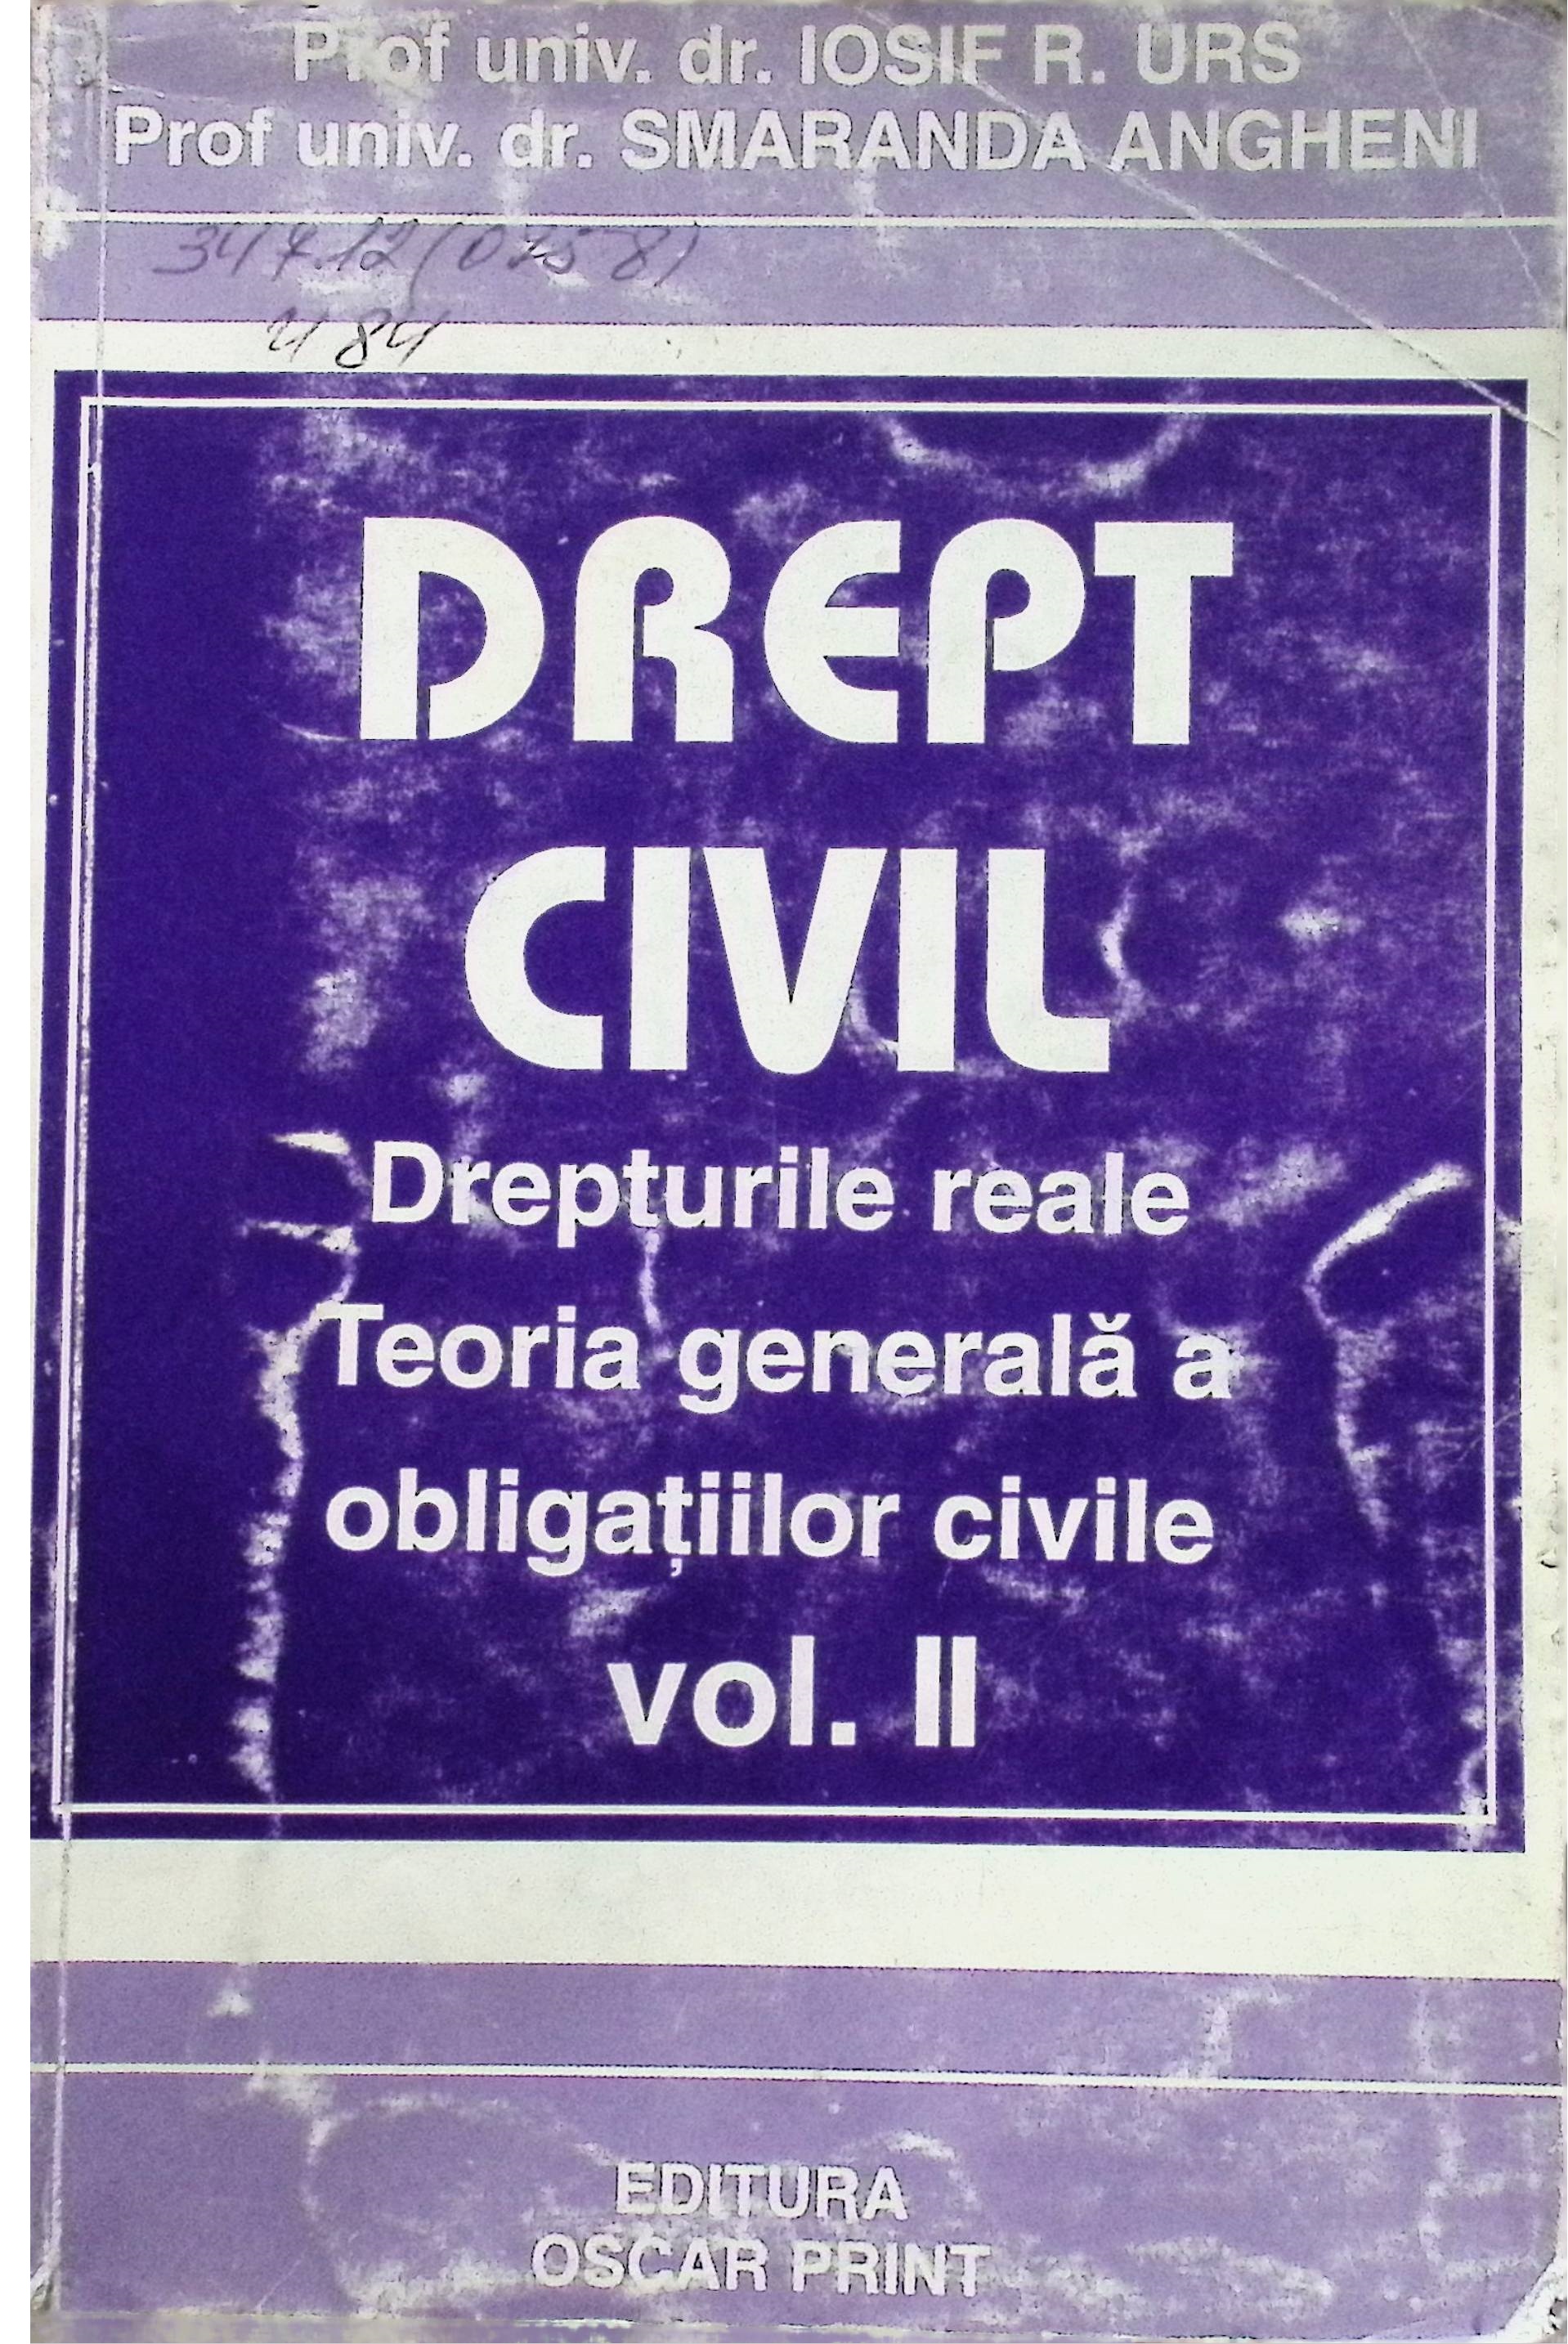 Prof univ. dr. IOSIF R. URS
Prof univ. dr. SMARANDA ANGHENI
347.12(075 8)
U 84
DREPT
CIVIL
Drepturile reale
Teoria generală a
obligațiilor civile
vol. II
EDITURA
OSCAR PRINT